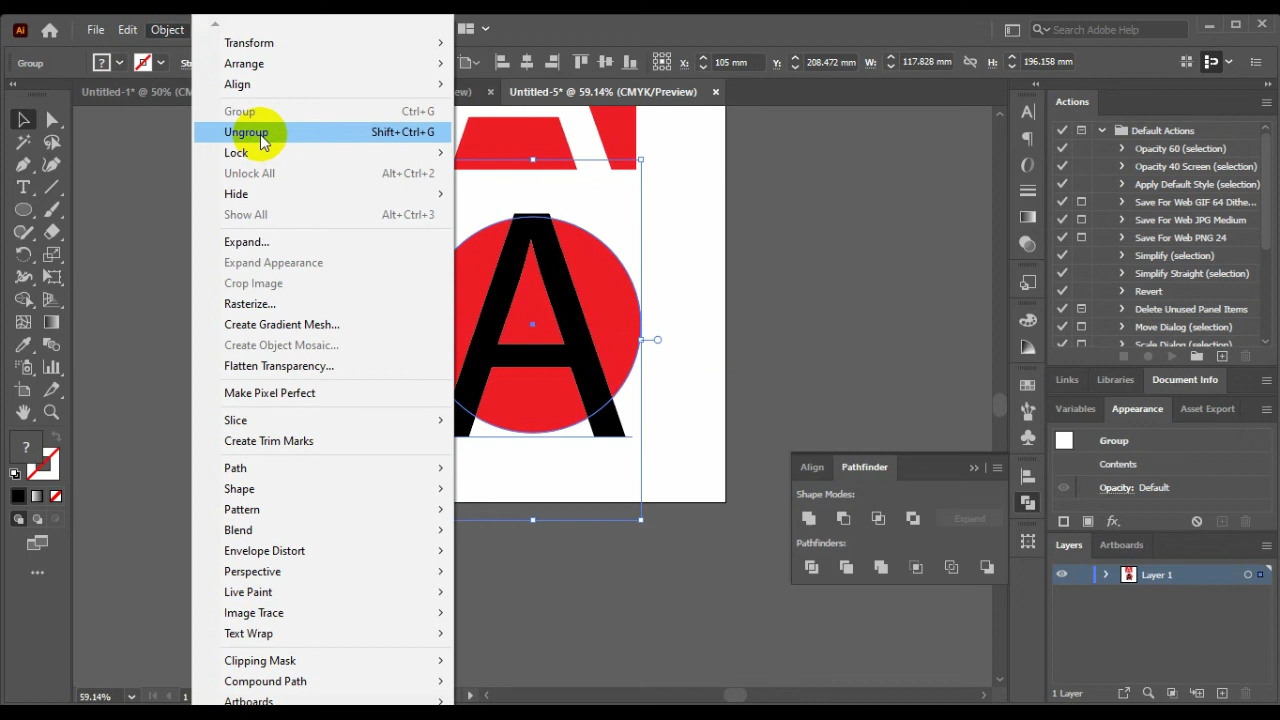 Ai File Edit Object Search Adobe Help
Group ? X: 105 mm Y: 208.472 mm W: 117.828 mm H: 196.158 mm
Untitled-1* @ 50% (CM Untitled-5* @ 59.14% (CMYK/Preview)
Transform
Arrange
Align
Group Ctrl+G
Ungroup Shift+Ctrl+G
Lock
Unlock All Alt+Ctrl+2
Hide
Show All Alt+Ctrl+3
Expand...
Expand Appearance
Crop Image
Rasterize...
Create Gradient Mesh...
Create Object Mosaic...
Flatten Transparency...
Make Pixel Perfect
Slice
Create Trim Marks
Path
Shape
Pattern
Blend
Envelope Distort
Perspective
Live Paint
Image Trace
Text Wrap
Clipping Mask
Compound Path
Artboards
A
Align Pathfinder
Shape Modes:
Expand
Pathfinders:
Actions
Default Actions
Opacity 60 (selection)
Opacity 40 Screen (selection)
Apply Default Style (selection)
Save For Web GIF 64 Dithe...
Save For Web JPG Medium
Save For Web PNG 24
Simplify (selection)
Simplify Straight (selection)
Revert
Delete Unused Panel Items
Move Dialog (selection)
Scale Dialog (selection)
Links Libraries Document Info
Variables Appearance Asset Export
Group
Contents
Opacity: Default
fx
Layers Artboards
Layer 1
1 Layer
59.14% 1